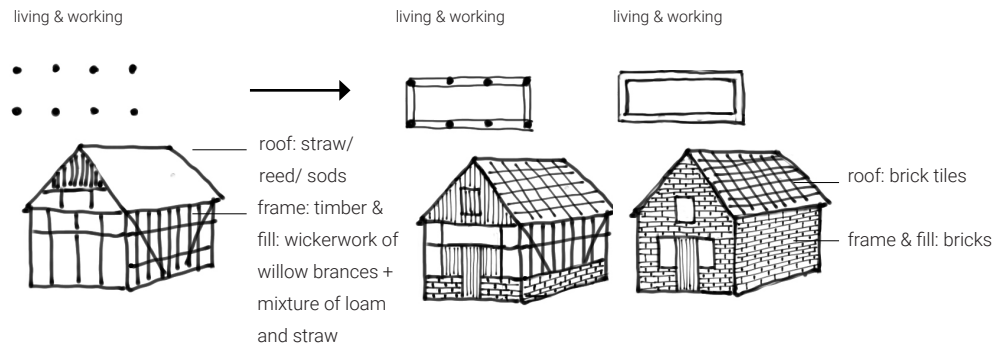 living & working
living & working
living & working
roof: straw/
reed/ sods
frame: timber &
fill: wickerwork of
willow brances +
mixture of loam
and straw
roof: brick tiles
frame & fill: bricks